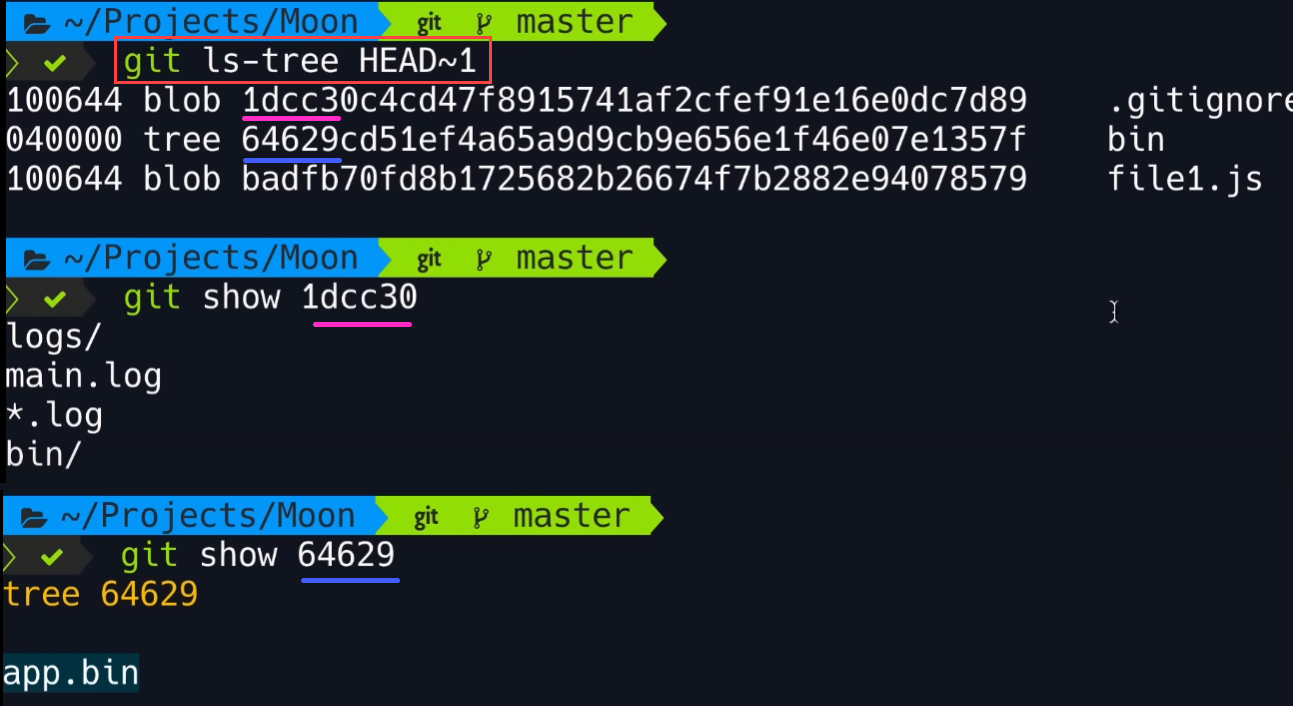 ~/Projects/Moon git master
git ls-tree HEAD~1
100644 blob 1dcc30c4cd47f8915741af2cfef91e16e0dc7d89 .gitignore
040000 tree 64629cd51ef4a65a9d9cb9e656e1f46e07e1357f bin
100644 blob badfb70fd8b1725682b26674f7b2882e94078579 file1.js
~/Projects/Moon git master
git show 1dcc30
logs/
main.log
*.log
bin/
~/Projects/Moon git master
git show 64629
tree 64629
app.bin